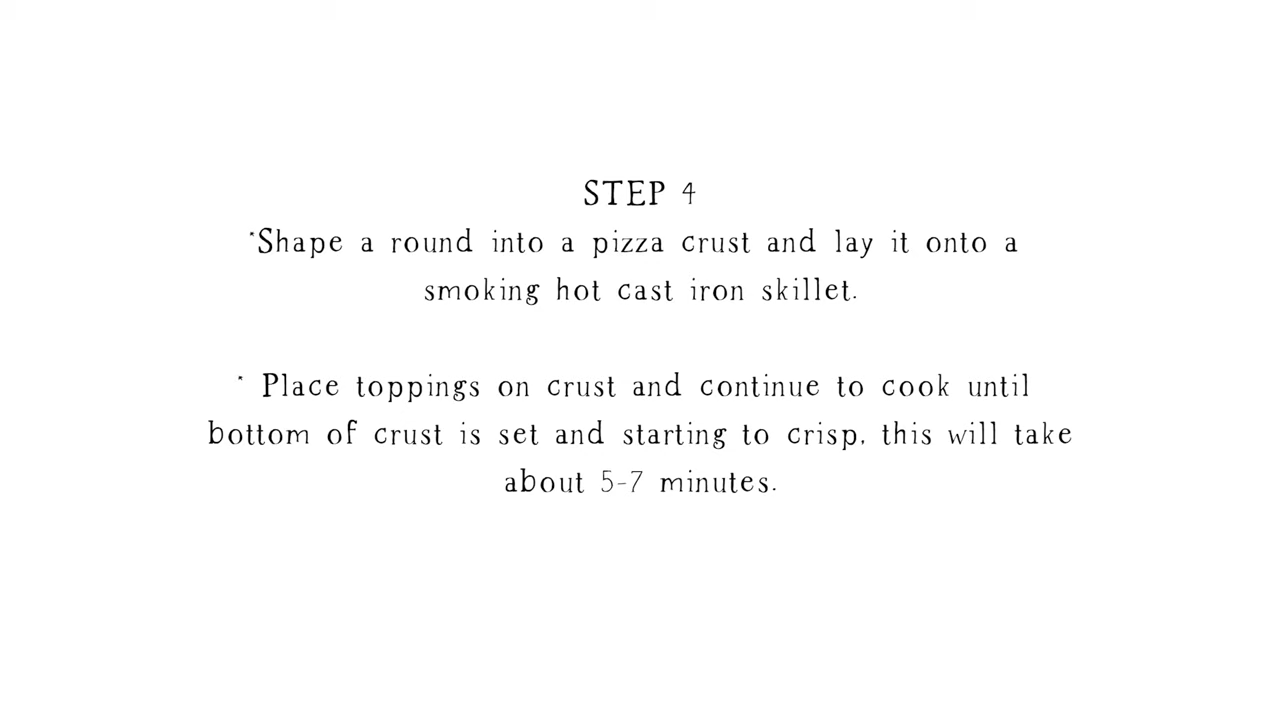 STEP 4
*Shape a round into a pizza crust and lay it onto a
smoking hot cast iron skillet.
* Place toppings on crust and continue to cook until
bottom of crust is set and starting to crisp, this will take
about 5-7 minutes.